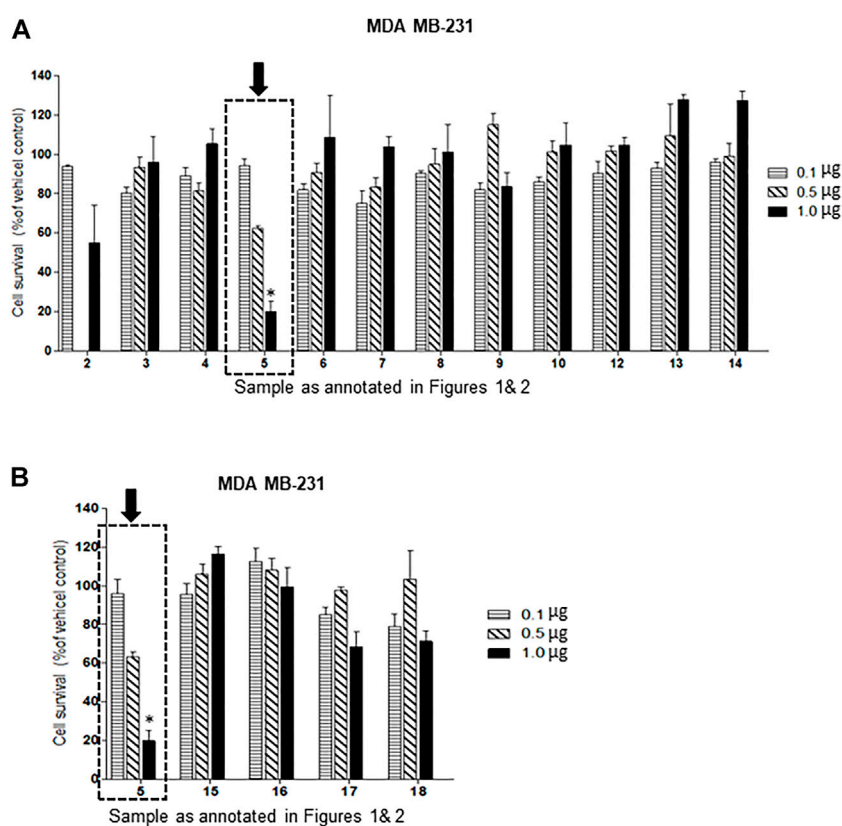 A
MDA MB-231
Cell survival (%of vehicel control)
140
120
100
80
60
40
20
0
*
2 3 4 5 6 7 8 9 10 12 13 14
Sample as annotated in Figures 1& 2
0.1 µg
0.5 µg
1.0 µg
B
MDA MB-231
Cell survival (%of vehicel control)
140
120
100
80
60
40
20
0
*
5 15 16 17 18
Sample as annotated in Figures 1& 2
0.1 µg
0.5 µg
1.0 µg